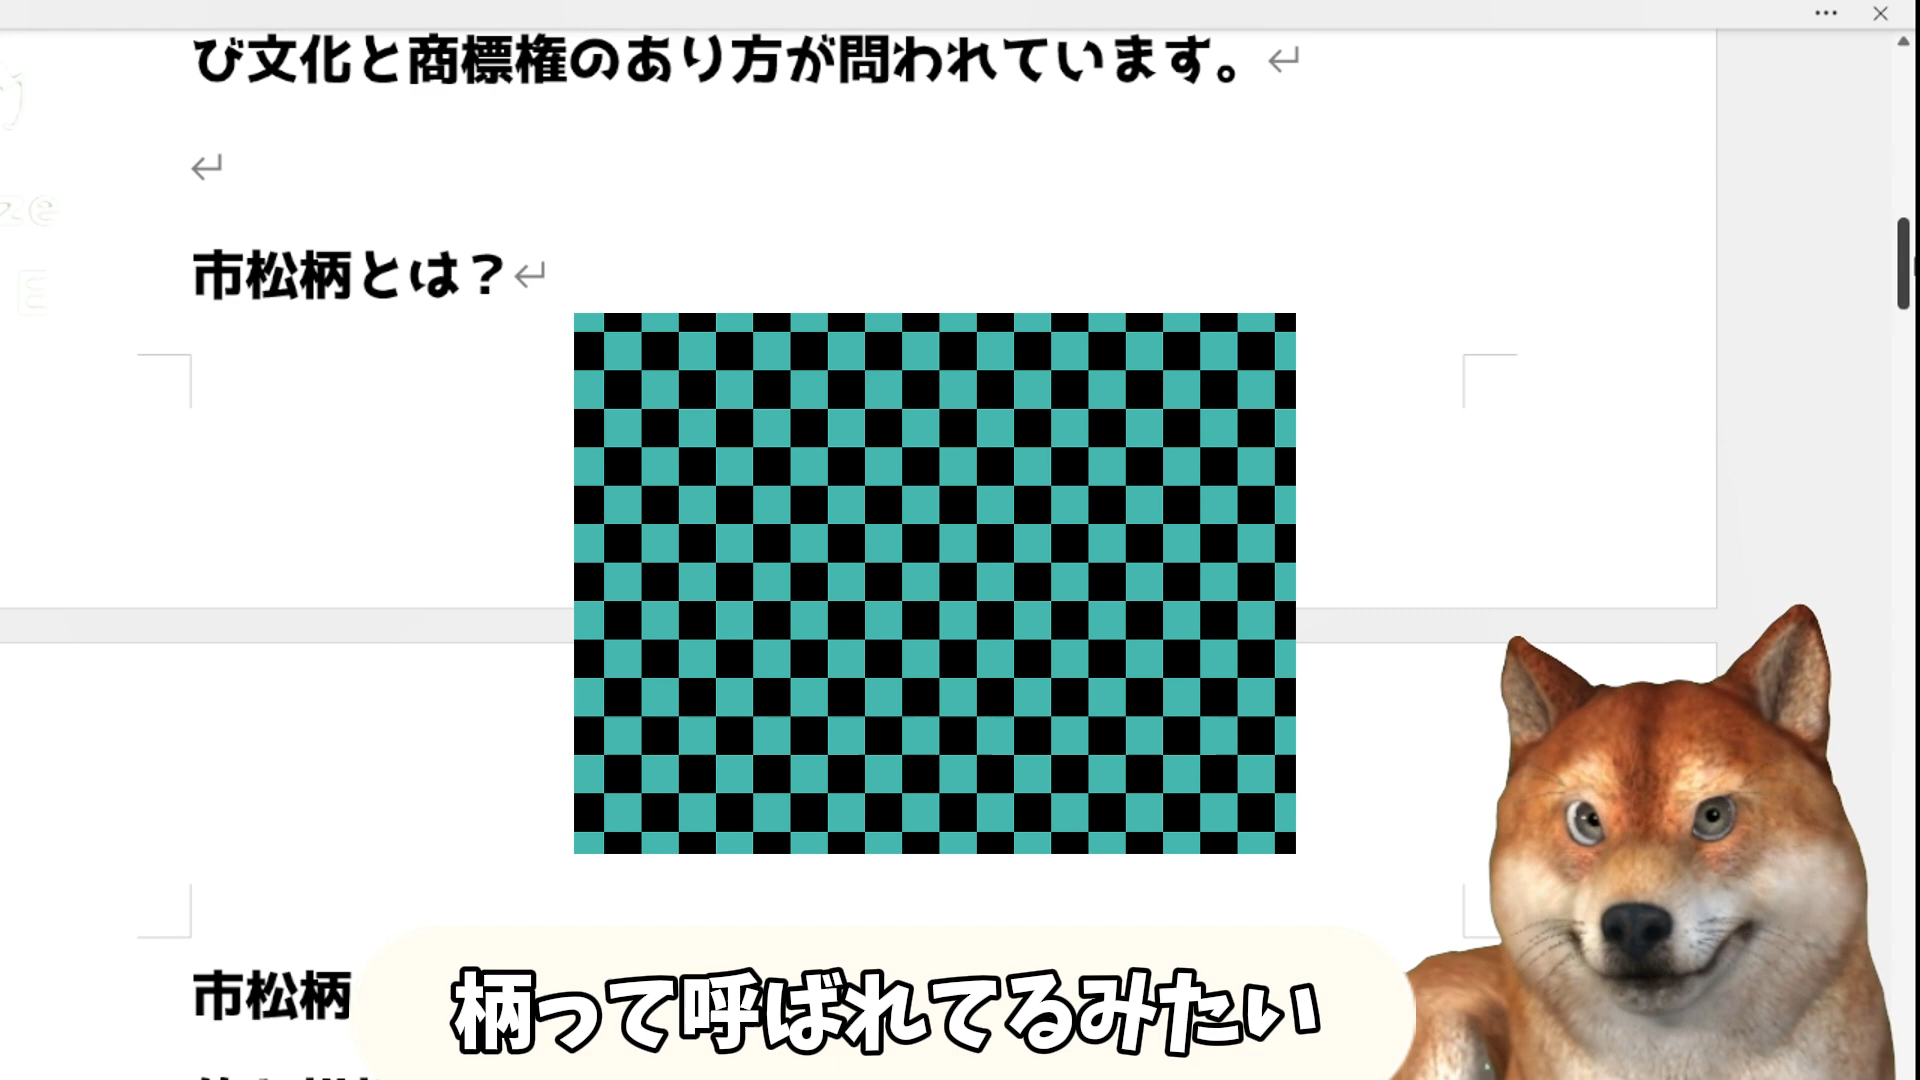 び文化と商標権のあり方が問われています。
市松柄とは？
市松柄
柄って呼ばれてるみたい